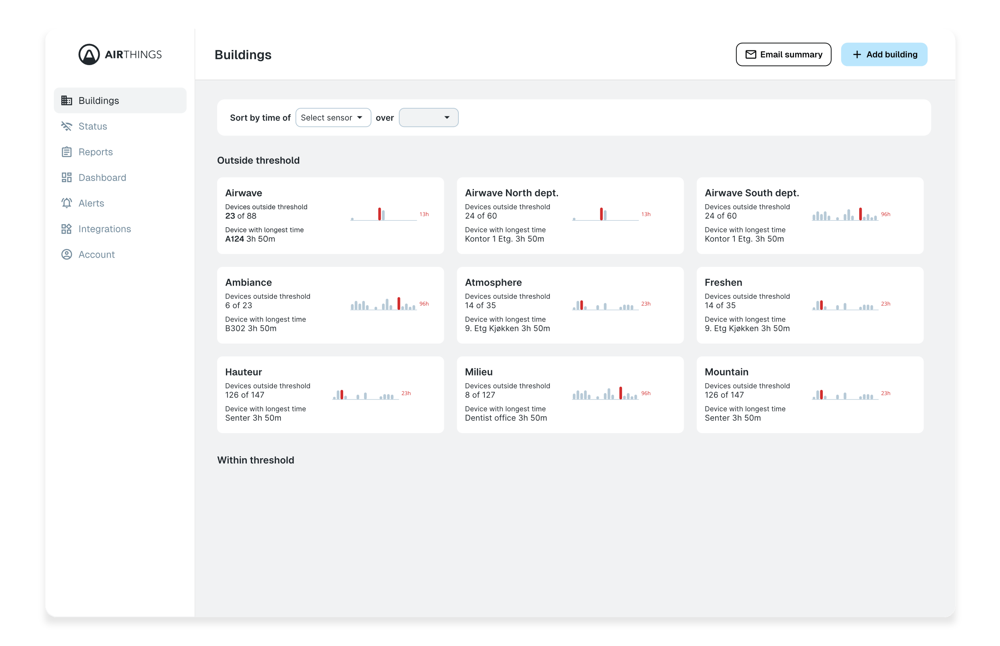 AIRTHINGS
Buildings
Email summary
Add building
Buildings
Status
Reports
Dashboard
Alerts
Integrations
Account
Sort by time of Select sensor over
Outside threshold
Airwave
Devices outside threshold
23 of 88
13h
Device with longest time
A124 3h 50m
Airwave North dept.
Devices outside threshold
24 of 60
13h
Device with longest time
Kontor 1 Etg. 3h 50m
Airwave South dept.
Devices outside threshold
24 of 60
96h
Device with longest time
Kontor 1 Etg. 3h 50m
Ambiance
Devices outside threshold
6 of 23
96h
Device with longest time
B302 3h 50m
Atmosphere
Devices outside threshold
14 of 35
23h
Device with longest time
9. Etg Kjøkken 3h 50m
Freshen
Devices outside threshold
14 of 35
23h
Device with longest time
9. Etg Kjøkken 3h 50m
Hauteur
Devices outside threshold
126 of 147
23h
Device with longest time
Senter 3h 50m
Milieu
Devices outside threshold
8 of 127
96h
Device with longest time
Dentist office 3h 50m
Mountain
Devices outside threshold
126 of 147
23h
Device with longest time
Senter 3h 50m
Within threshold